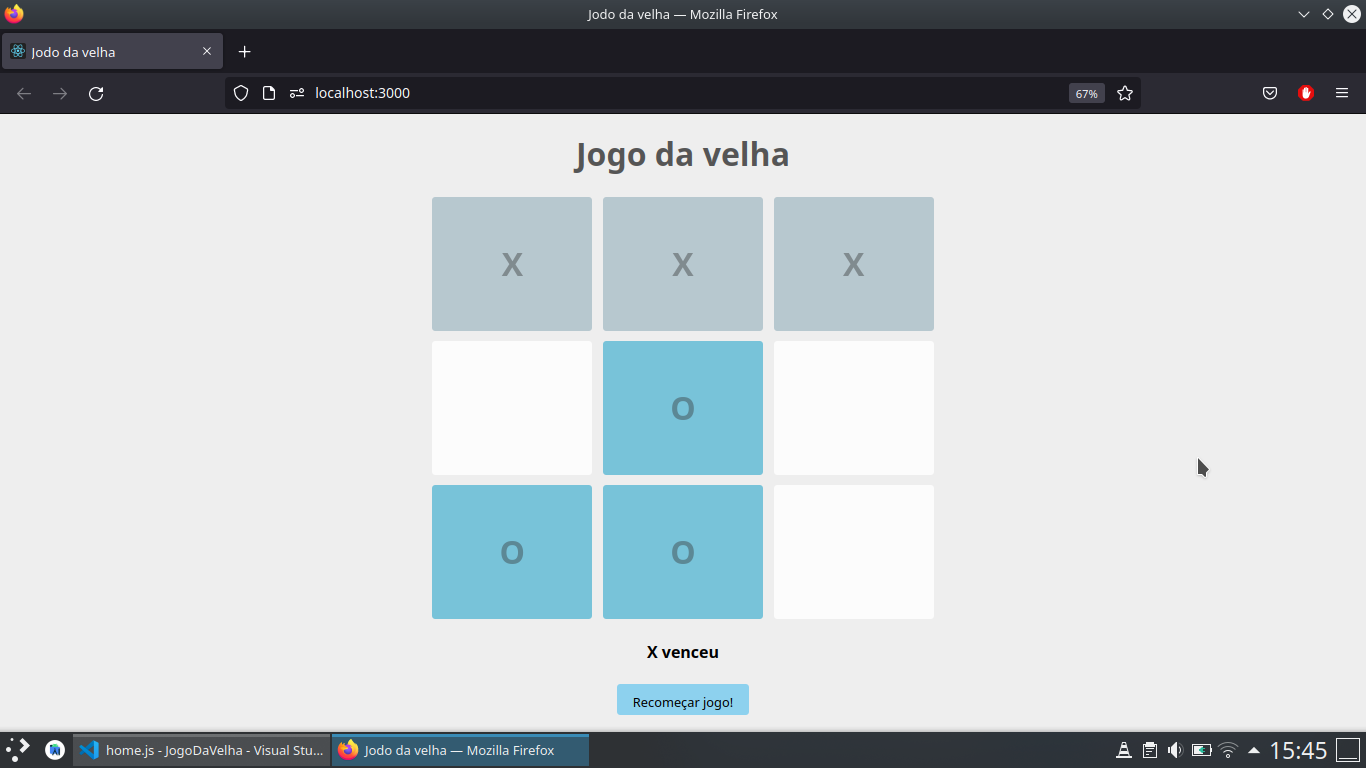 Jodo da velha — Mozilla Firefox
Jodo da velha
localhost:3000
67%
Jogo da velha
X X X
O
O O
X venceu
Recomeçar jogo!
home.js - JogoDaVelha - Visual Stu...
Jodo da velha — Mozilla Firefox
15:45